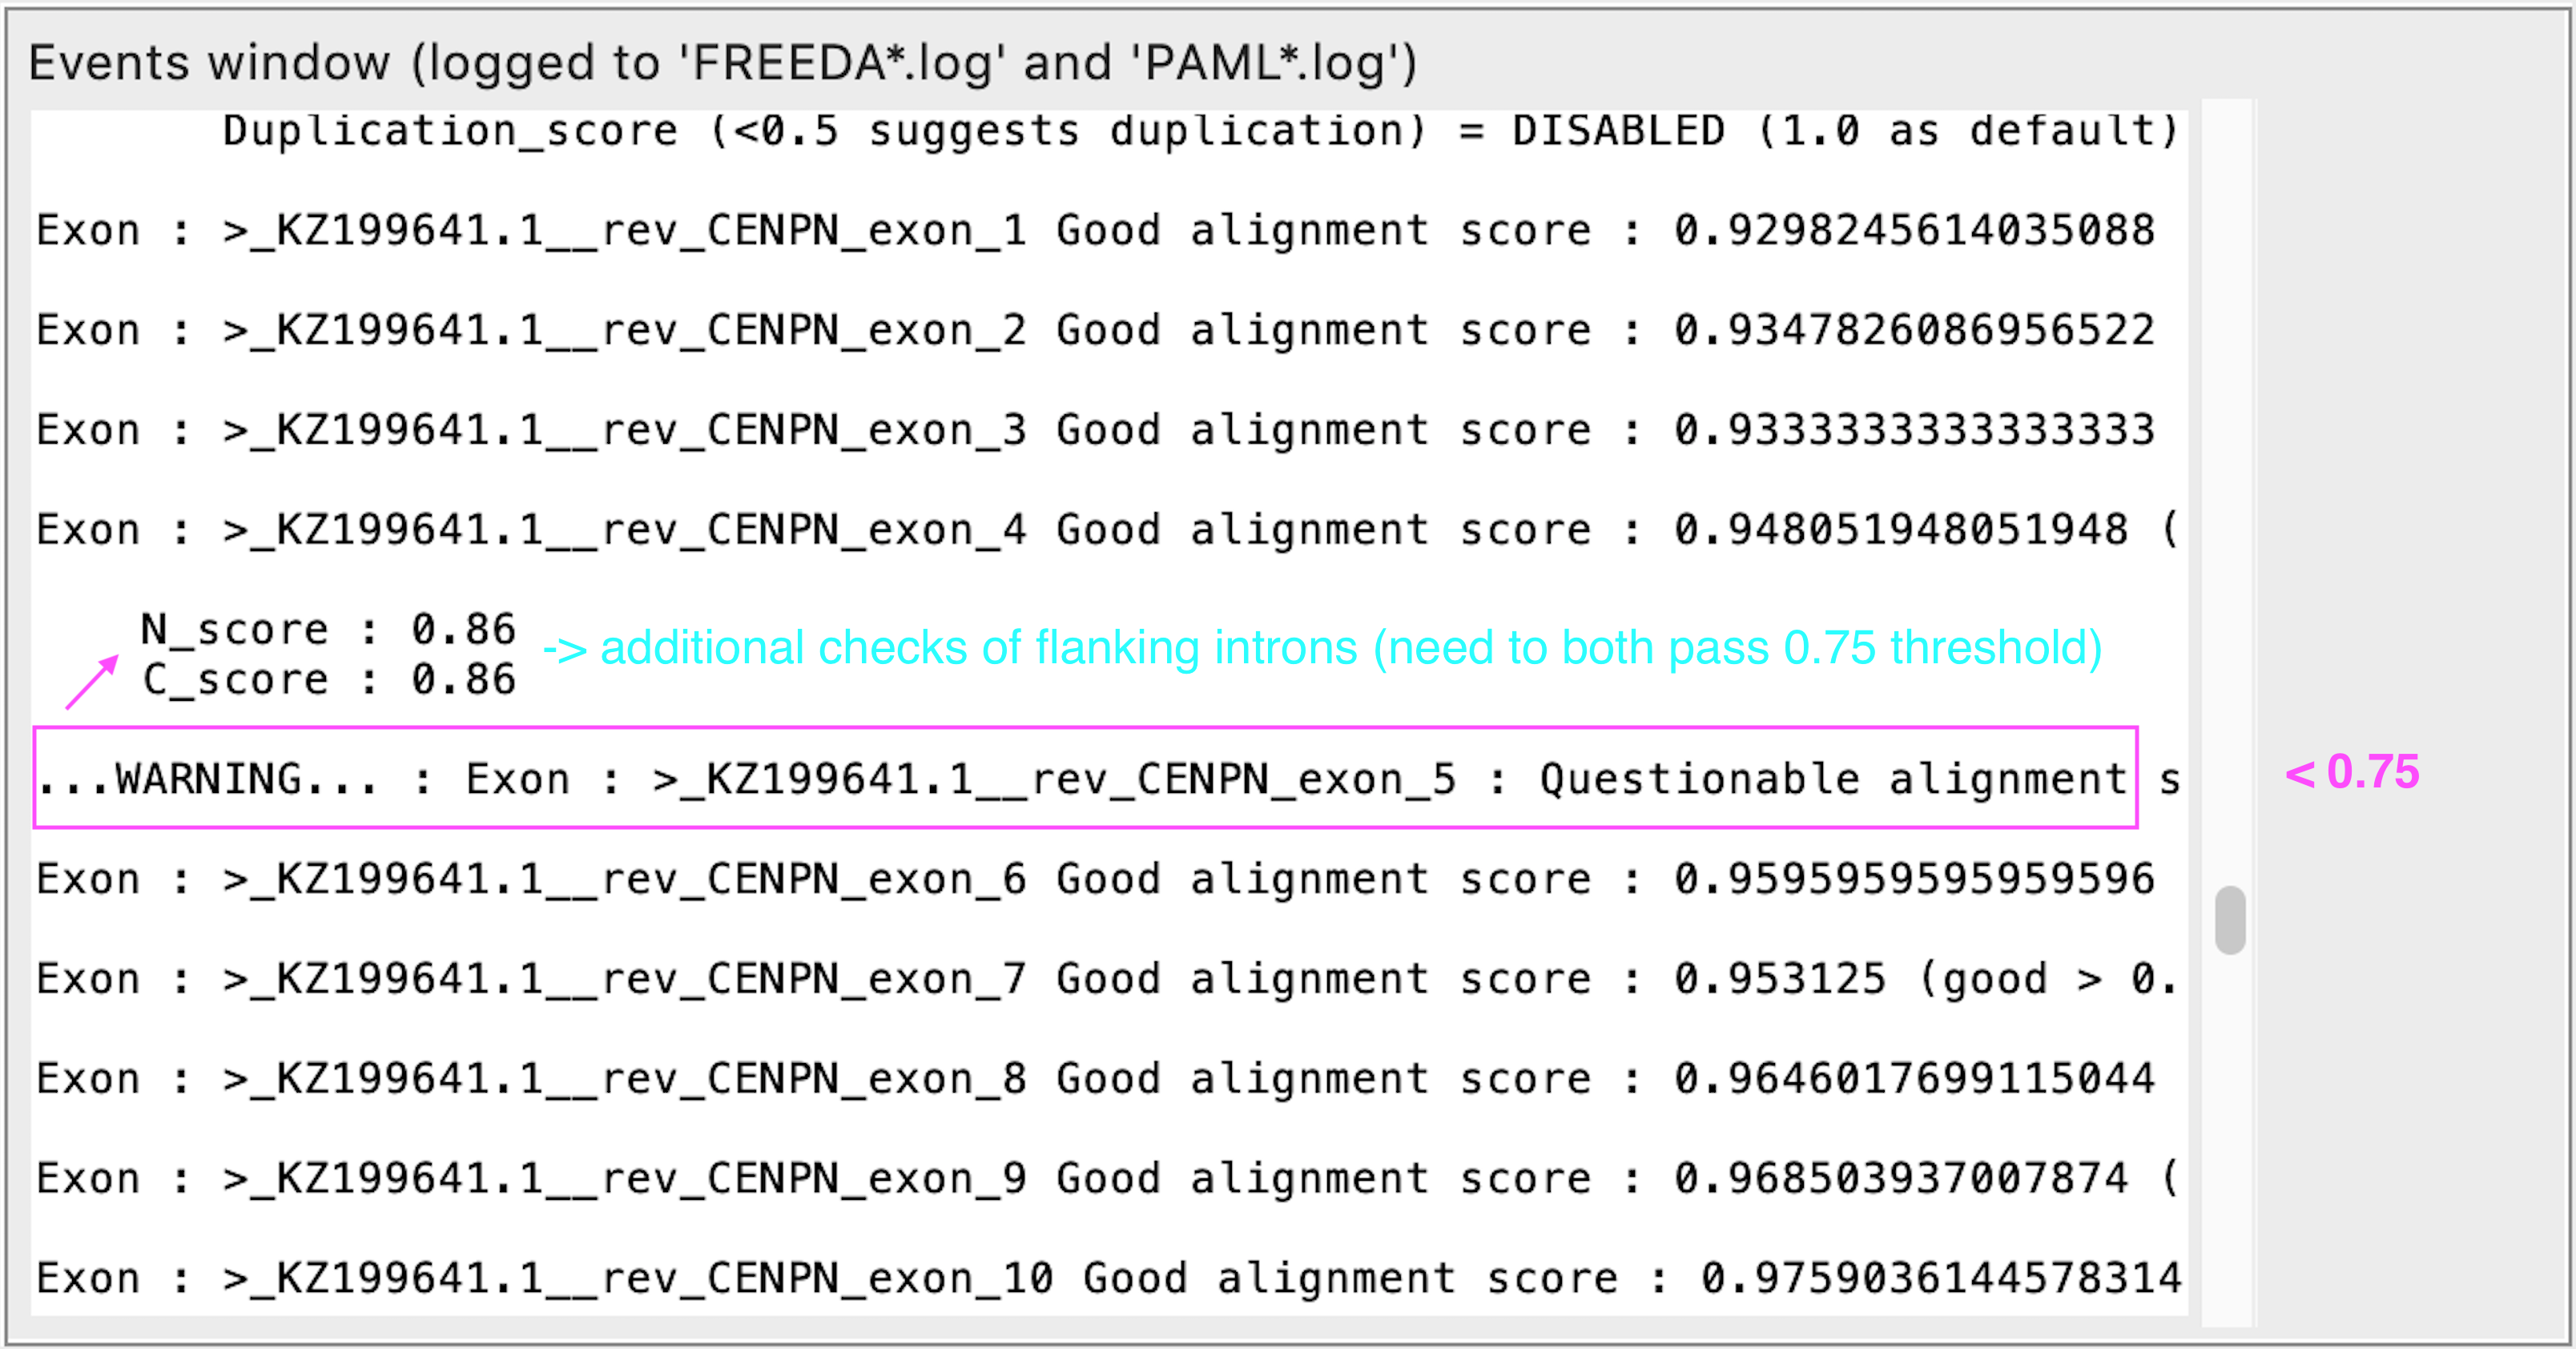 Events window (logged to 'FREEDA*.log' and 'PAML*.log')
Duplication_score (<0.5 suggests duplication) = DISABLED (1.0 as default)
Exon : >_KZ199641.1__rev_CENPN_exon_1 Good alignment score : 0.9298245614035088
Exon : >_KZ199641.1__rev_CENPN_exon_2 Good alignment score : 0.9347826086956522
Exon : >_KZ199641.1__rev_CENPN_exon_3 Good alignment score : 0.9333333333333333
Exon : >_KZ199641.1__rev_CENPN_exon_4 Good alignment score : 0.948051948051948 (
N_score : 0.86
-> additional checks of flanking introns (need to both pass 0.75 threshold)
C_score : 0.86
...WARNING... : Exon : >_KZ199641.1__rev_CENPN_exon_5 : Questionable alignment s
< 0.75
Exon : >_KZ199641.1__rev_CENPN_exon_6 Good alignment score : 0.9595959595959596
Exon : >_KZ199641.1__rev_CENPN_exon_7 Good alignment score : 0.953125 (good > 0.
Exon : >_KZ199641.1__rev_CENPN_exon_8 Good alignment score : 0.9646017699115044
Exon : >_KZ199641.1__rev_CENPN_exon_9 Good alignment score : 0.968503937007874 (
Exon : >_KZ199641.1__rev_CENPN_exon_10 Good alignment score : 0.9759036144578314